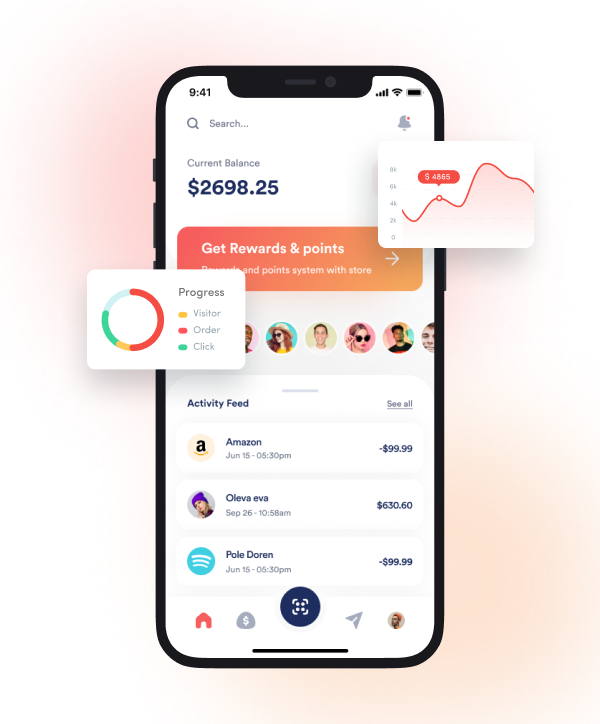 9:41
Search...
Current Balance
$2698.25
8k
6k
4k
2k
0
$ 4865
Get Rewards & points
Rewards and points system with store
Progress
Visitor
Order
Click
Activity Feed
See all
a
Amazon
Jun 15 - 05:30pm
-$99.99
Oleva eva
Sep 26 - 10:58am
$630.60
Pole Doren
Jun 15 - 05:30pm
-$99.99
$